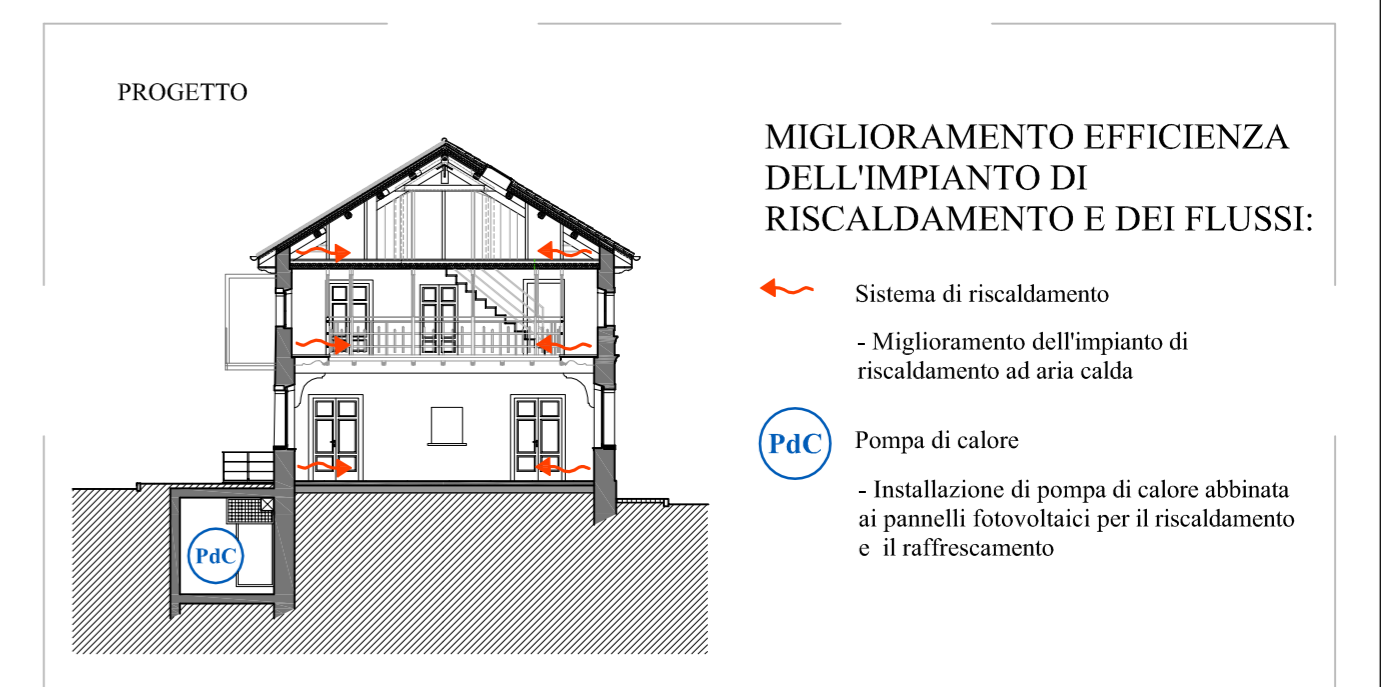 PROGETTO
MIGLIORAMENTO EFFICIENZA
DELL'IMPIANTO DI
RISCALDAMENTO E DEI FLUSSI:
Sistema di riscaldamento
- Miglioramento dell'impianto di
riscaldamento ad aria calda
PdC
Pompa di calore
- Installazione di pompa di calore abbinata
ai pannelli fotovoltaici per il riscaldamento
e il raffrescamento
PdC